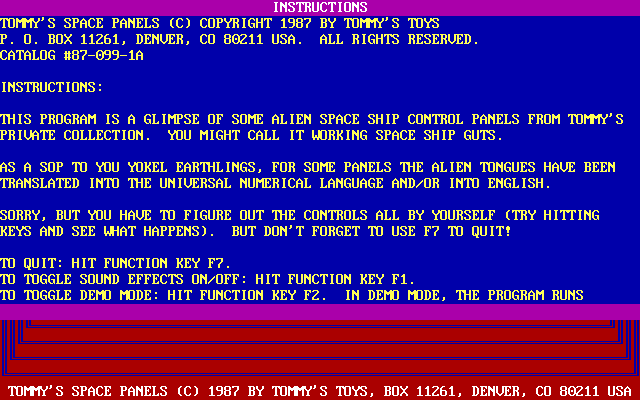 INSTRUCTIONS
TOMMY'S SPACE PANELS (C) COPYRIGHT 1987 BY TOMMY'S TOYS
P. O. BOX 11261, DENVER, CO 80211 USA.  ALL RIGHTS RESERVED.
CATALOG #87-099-1A
INSTRUCTIONS:
THIS PROGRAM IS A GLIMPSE OF SOME ALIEN SPACE SHIP CONTROL PANELS FROM TOMMY'S
PRIVATE COLLECTION.  YOU MIGHT CALL IT WORKING SPACE SHIP GUTS.
AS A SOP TO YOU YOKEL EARTHLINGS, FOR SOME PANELS THE ALIEN TONGUES HAVE BEEN
TRANSLATED INTO THE UNIVERSAL NUMERICAL LANGUAGE AND/OR INTO ENGLISH.
SORRY, BUT YOU HAVE TO FIGURE OUT THE CONTROLS ALL BY YOURSELF (TRY HITTING
KEYS AND SEE WHAT HAPPENS).  BUT DON'T FORGET TO USE F7 TO QUIT!
TO QUIT: HIT FUNCTION KEY F7.
TO TOGGLE SOUND EFFECTS ON/OFF: HIT FUNCTION KEY F1.
TO TOGGLE DEMO MODE: HIT FUNCTION KEY F2.  IN DEMO MODE, THE PROGRAM RUNS
TOMMY'S SPACE PANELS (C) 1987 BY TOMMY'S TOYS, BOX 11261, DENVER, CO 80211 USA